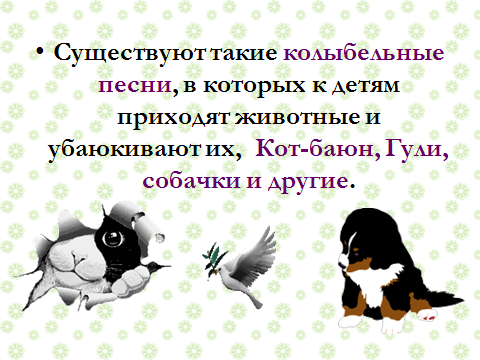 • Существуют такие колыбельные
песни, в которых к детям
приходят животные и
убаюкивают их, Кот-баюн, Гули,
собачки и другие.